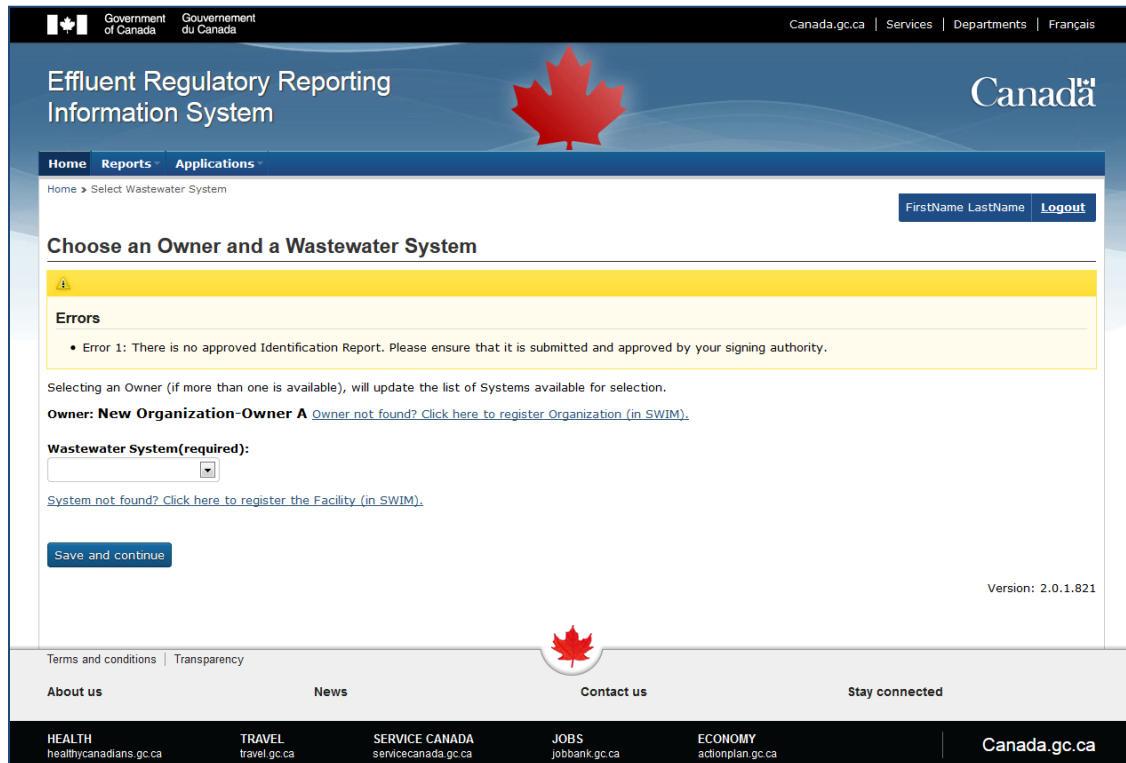 Government of Canada
Gouvernement du Canada
Canada.gc.ca | Services | Departments | Français
Effluent Regulatory Reporting
Information System
Canada
Home Reports Applications
Home > Select Wastewater System
FirstName LastName Logout
Choose an Owner and a Wastewater System
Errors
• Error 1: There is no approved Identification Report. Please ensure that it is submitted and approved by your signing authority.
Selecting an Owner (if more than one is available), will update the list of Systems available for selection.
Owner: New Organization-Owner A Owner not found? Click here to register Organization (in SWIM).
Wastewater System(required):
System not found? Click here to register the Facility (in SWIM).
Save and continue
Version: 2.0.1.821
Terms and conditions | Transparency
About us News Contact us Stay connected
HEALTH TRAVEL SERVICE CANADA JOBS ECONOMY
healthycanadians.gc.ca travel.gc.ca servicecanada.gc.ca jobbank.gc.ca actionplan.gc.ca
Canada.gc.ca